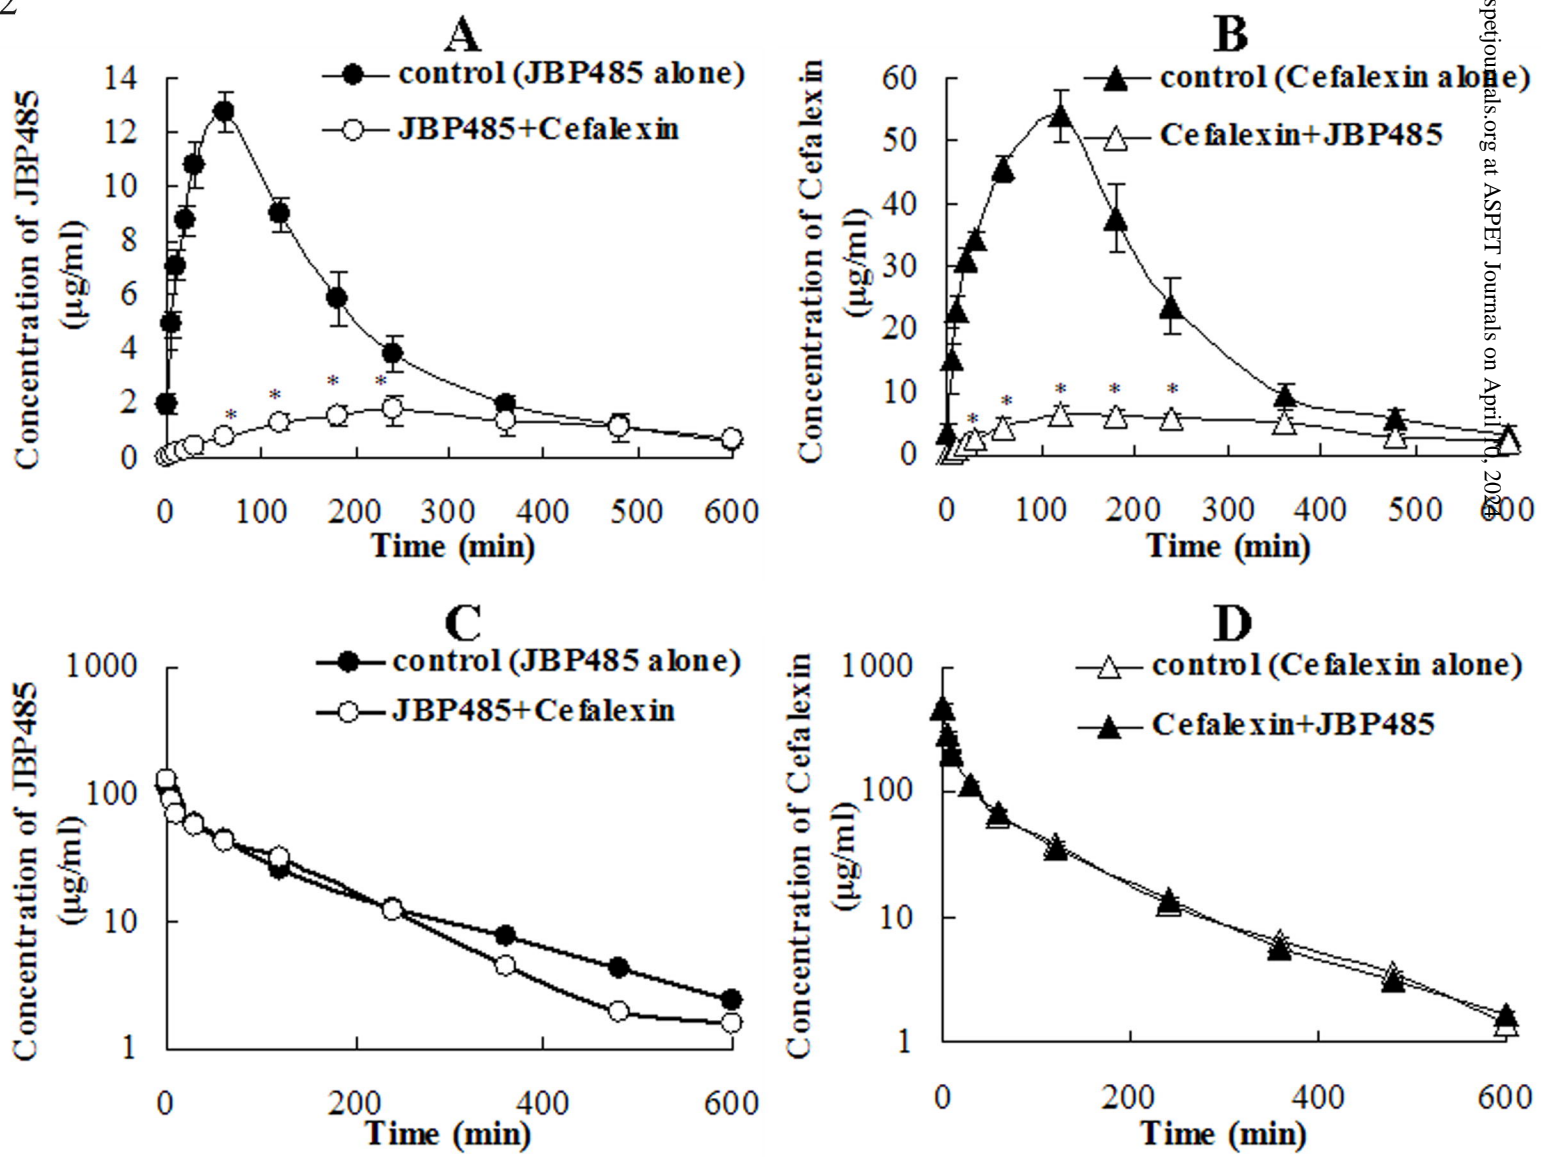 2
A
control (JBP485 alone)
JBP485+Cefalexin
Concentration of JBP485
(µg/ml)
14
12
10
8
6
4
2
0
* * * *
0 100 200 300 400 500 600
Time (min)
B
control (Cefalexin alone)
Cefalexin+JBP485
Concentration of Cefalexin
(µg/ml)
60
50
40
30
20
10
0
* * * * *
0 100 200 300 400 500 600
Time (min)
spetjournals.org at ASPET Journals on April 10, 2024
C
control (JBP485 alone)
JBP485+Cefalexin
Concentration of JBP485
(µg/ml)
1000
100
10
1
0 200 400 600
Time (min)
D
control (Cefalexin alone)
Cefalexin+JBP485
Concentration of Cefalexin
(µg/ml)
1000
100
10
1
0 200 400 600
Time (min)